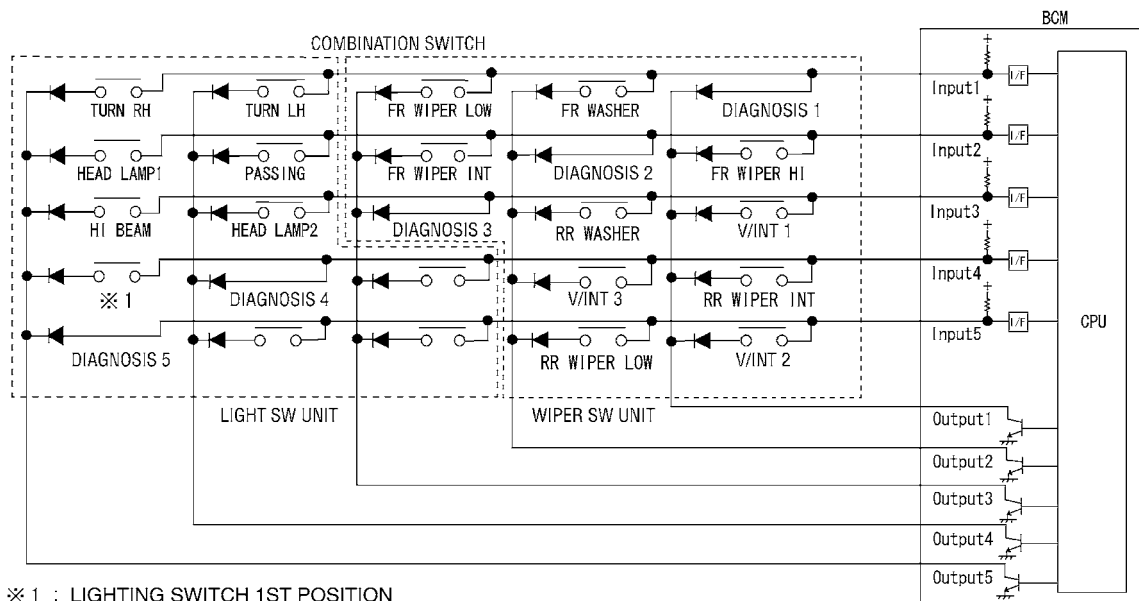 BCM
COMBINATION SWITCH
TURN RH
TURN LH
FR WIPER LOW
FR WASHER
DIAGNOSIS 1
Input1
I/F
HEAD LAMP1
PASSING
FR WIPER INT
DIAGNOSIS 2
FR WIPER HI
Input2
I/F
HI BEAM
HEAD LAMP2
DIAGNOSIS 3
RR WASHER
V/INT 1
Input3
I/F
※ 1
DIAGNOSIS 4
V/INT 3
RR WIPER INT
Input4
I/F
DIAGNOSIS 5
RR WIPER LOW
V/INT 2
Input5
I/F
CPU
LIGHT SW UNIT
WIPER SW UNIT
Output1
Output2
Output3
Output4
Output5
※ 1 : LIGHTING SWITCH 1ST POSITION